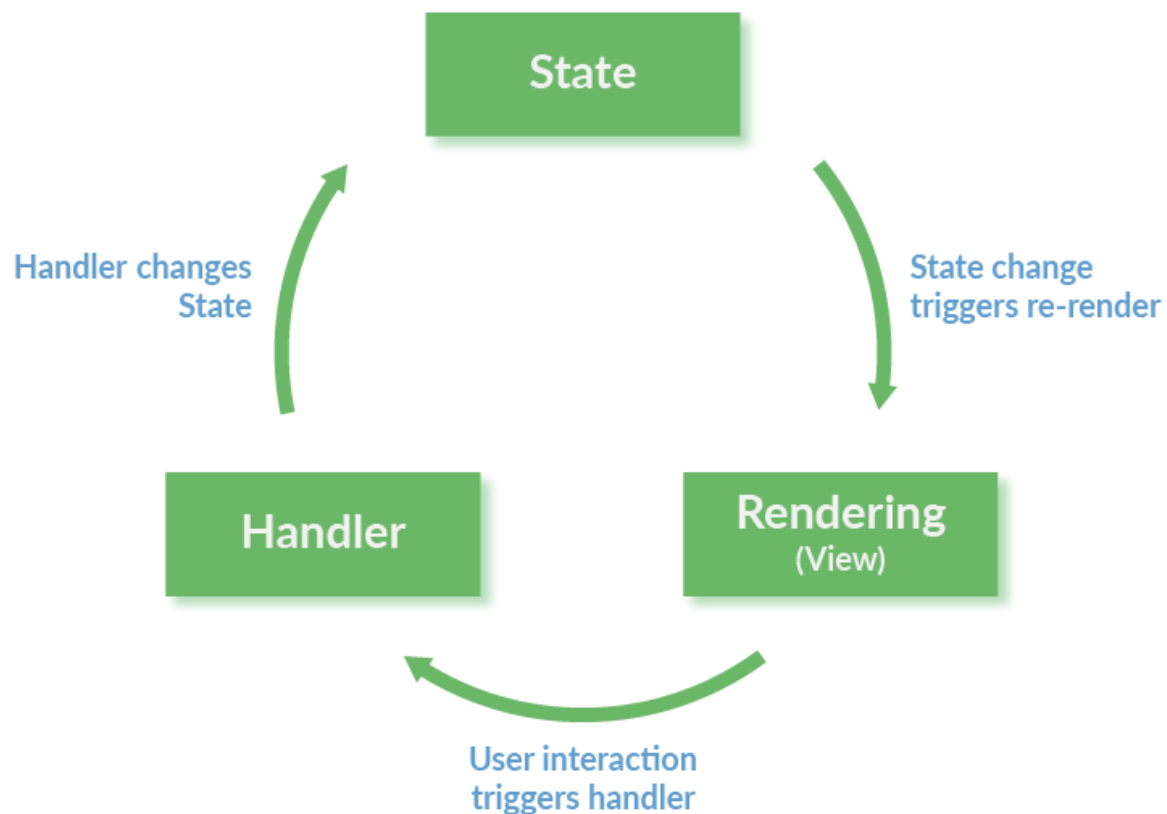 State
Handler changes
State
State change
triggers re-render
Handler
Rendering
(View)
User interaction
triggers handler